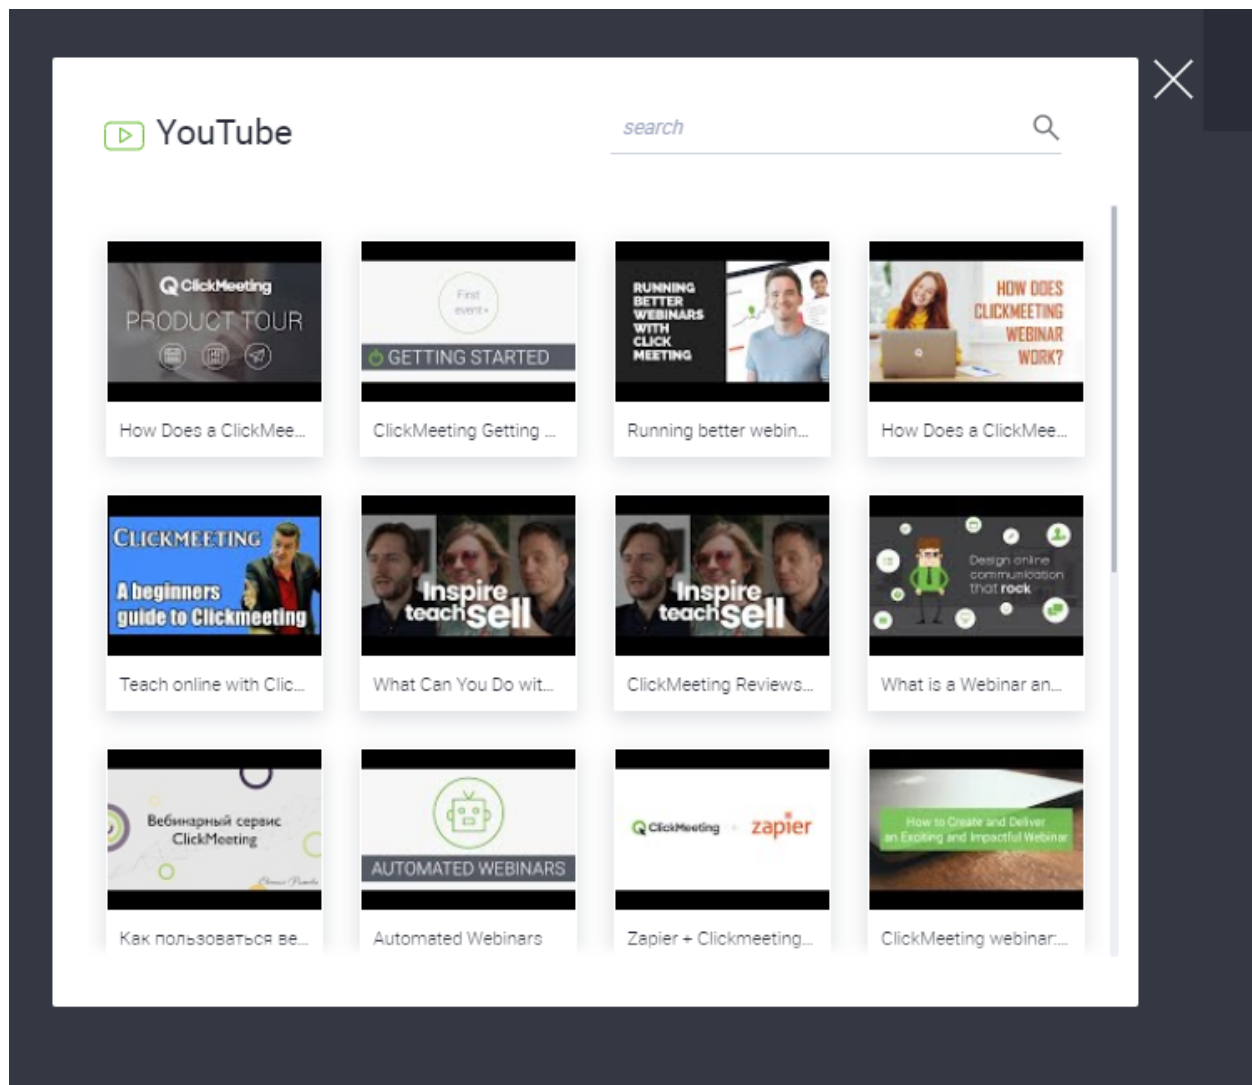 YouTube
search
ClickMeeting
PRODUCT TOUR
How Does a ClickMee...
First
event
GETTING STARTED
ClickMeeting Getting ...
RUNNING
BETTER
WEBINARS
WITH
CLICK
MEETING
Running better webin...
HOW DOES
CLICKMEETING
WEBINAR
WORK?
How Does a ClickMee...
CLICKMEETING
A beginners
guide to Clickmeeting
Teach online with Clic...
Inspire
teach sell
What Can You Do wit...
Inspire
teach sell
ClickMeeting Reviews...
Design online
communication
that rock
What is a Webinar an...
Вебинарный сервис
ClickMeeting
Как пользоваться ве...
AUTOMATED WEBINARS
Automated Webinars
ClickMeeting + zapier
Zapier + Clickmeeting...
How to Create and Deliver
an Exciting and Impactful Webinar
ClickMeeting webinar:...